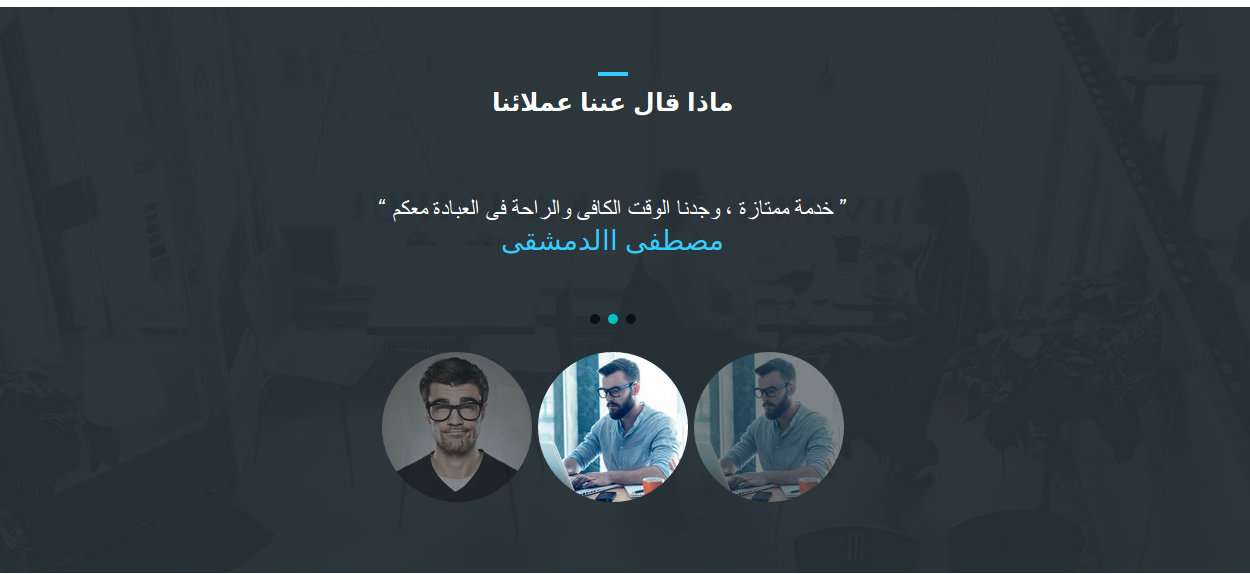 ماذا قال عننا عملائنا
” خدمة ممتازة ، وجدنا الوقت الكافى والراحة فى العبادة معكم “
مصطفى االدمشقى